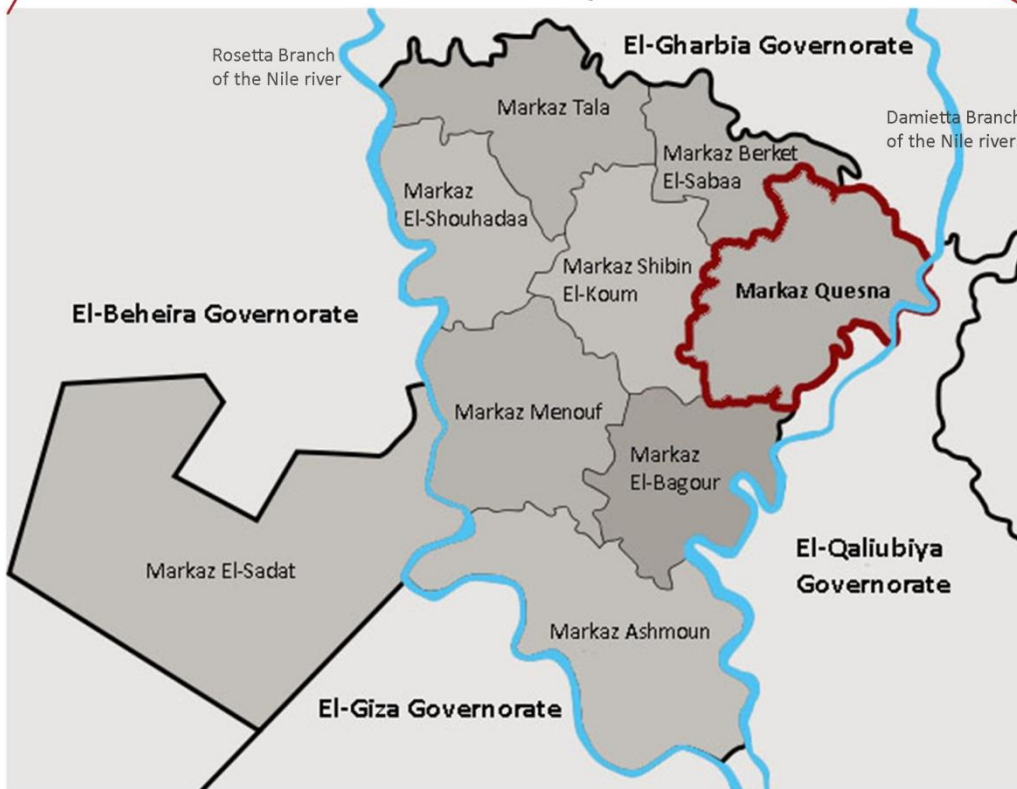 El-Gharbia Governorate
Rosetta Branch
of the Nile river
Markaz Tala
Damietta Branch
of the Nile river
Markaz Berket
El-Sabaa
Markaz
El-Shouhadaa
Markaz Shibin
El-Koum
Markaz Quesna
El-Beheira Governorate
Markaz Menouf
Markaz
El-Bagour
El-Qaliubiya
Governorate
Markaz El-Sadat
Markaz Ashmoun
El-Giza Governorate